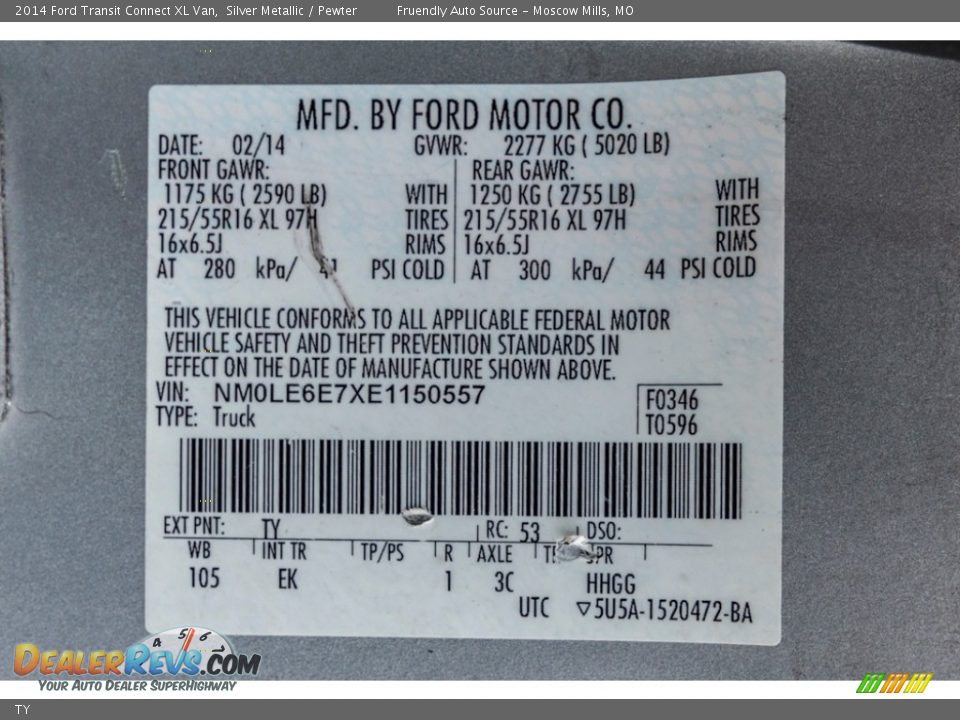 2014 Ford Transit Connect XL Van, Silver Metallic / Pewter Fruendly Auto Source - Moscow Mills, MO
MFD. BY FORD MOTOR CO.
DATE: 02/14 GVWR: 2277 KG ( 5020 LB)
FRONT GAWR: REAR GAWR:
1175 KG ( 2590 LB) WITH 1250 KG ( 2755 LB) WITH
215/55R16 XL 97H TIRES 215/55R16 XL 97H TIRES
16x6.5J RIMS 16x6.5J RIMS
AT 280 kPa/ PSI COLD AT 300 kPa/ 44 PSI COLD
THIS VEHICLE CONFORMS TO ALL APPLICABLE FEDERAL MOTOR
VEHICLE SAFETY AND THEFT PREVENTION STANDARDS IN
EFFECT ON THE DATE OF MANUFACTURE SHOWN ABOVE.
VIN: NM0LE6E7XE1150557 F0346
TYPE: Truck T0596
EXT PNT: TY RC: 53 DSO:
WB INT TR TP/PS R AXLE
105 EK 1 3C HHGG
UTC ▽5U5A-1520472-BA
4 5 6
DEALERREVS.COM
YOUR AUTO DEALER SUPERHIGHWAY
TY